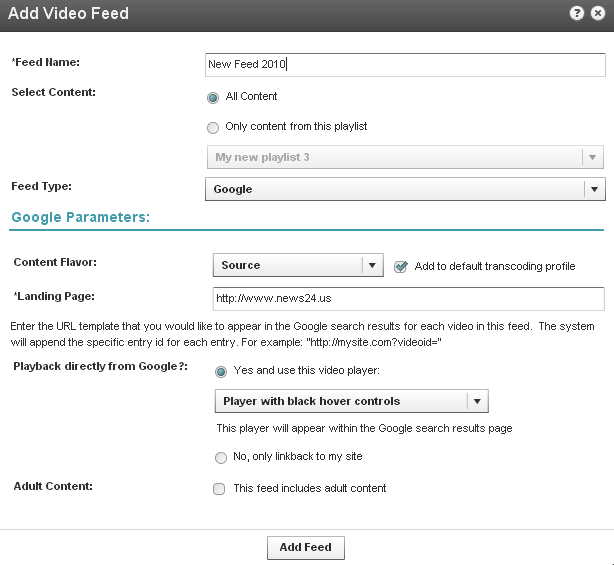 Add Video Feed
*Feed Name: New Feed 2010
Select Content: All Content
Only content from this playlist
My new playlist 3
Feed Type: Google
Google Parameters:
Content Flavor: Source Add to default transcoding profile
*Landing Page: http://www.news24.us
Enter the URL template that you would like to appear in the Google search results for each video in this feed. The system
will append the specific entry id for each entry. For example: "http://mysite.com?videoid="
Playback directly from Google?: Yes and use this video player:
Player with black hover controls
This player will appear within the Google search results page
No, only linkback to my site
Adult Content: This feed includes adult content
Add Feed